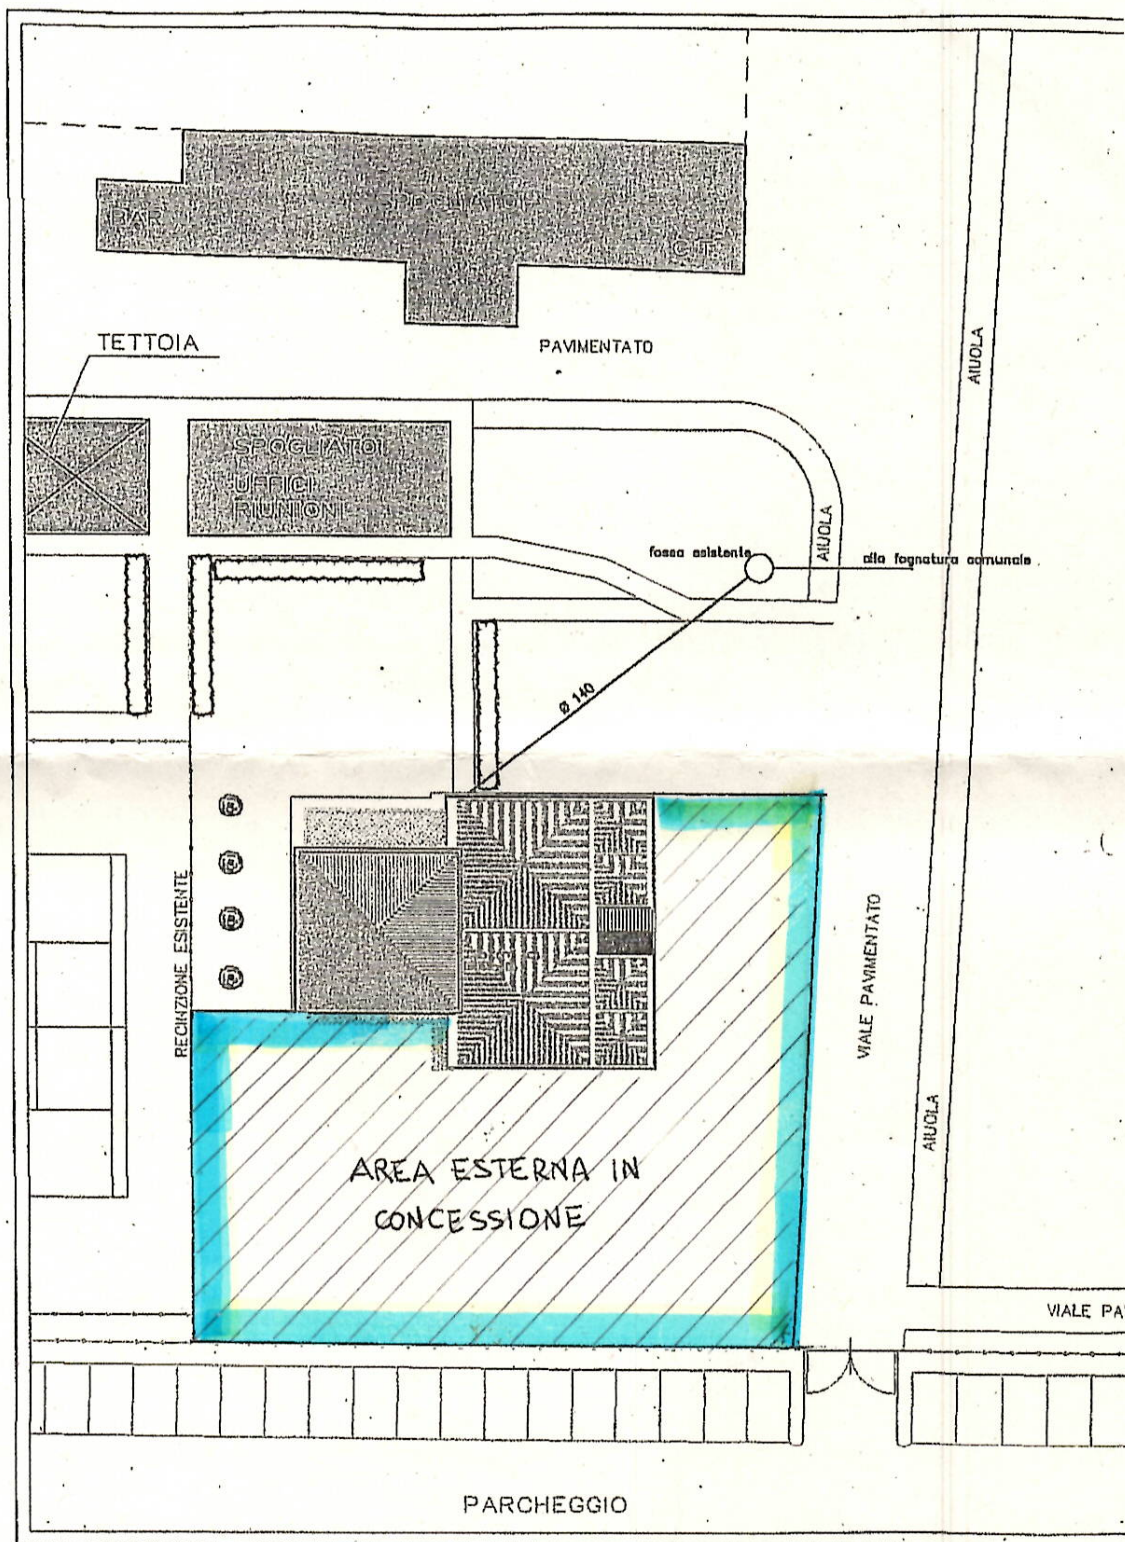 BAR
SPOGLIATOI
C.T.
TETTOIA
PAVIMENTATO
AIUOLA
SPOGLIATOI
UFFICI
RIUNIONI
AIUOLA
fossa esistente
alla fognatura comunale
Ø 140
RECINZIONE ESISTENTE
VIALE PAVIMENTATO
AIUOLA
AREA ESTERNA IN
CONCESSIONE
VIALE PA
PARCHEGGIO